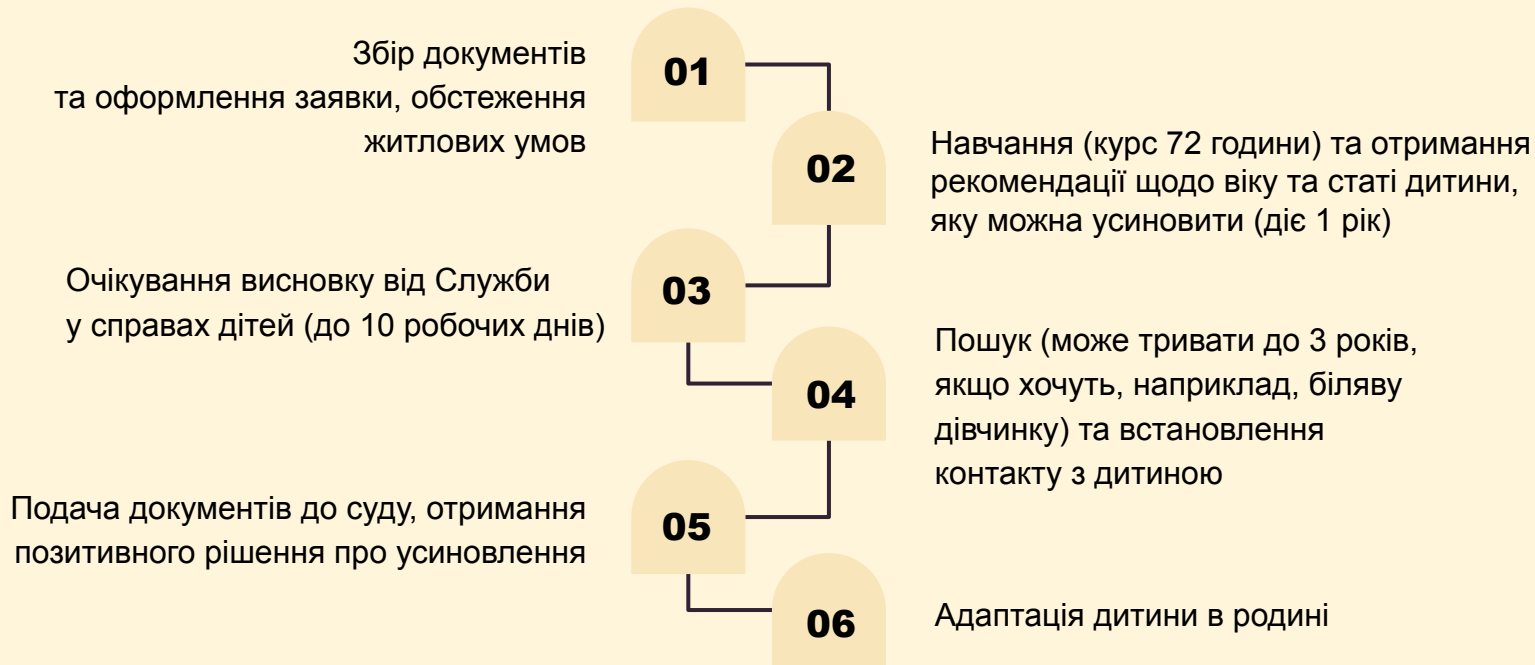 01
Збір документів
та оформлення заявки, обстеження
житлових умов
02
Навчання (курс 72 години) та отримання
рекомендації щодо віку та статі дитини,
яку можна усиновити (діє 1 рік)
03
Очікування висновку від Служби
у справах дітей (до 10 робочих днів)
04
Пошук (може тривати до 3 років,
якщо хочуть, наприклад, біляву
дівчинку) та встановлення
контакту з дитиною
05
Подача документів до суду, отримання
позитивного рішення про усиновлення
06
Адаптація дитини в родині